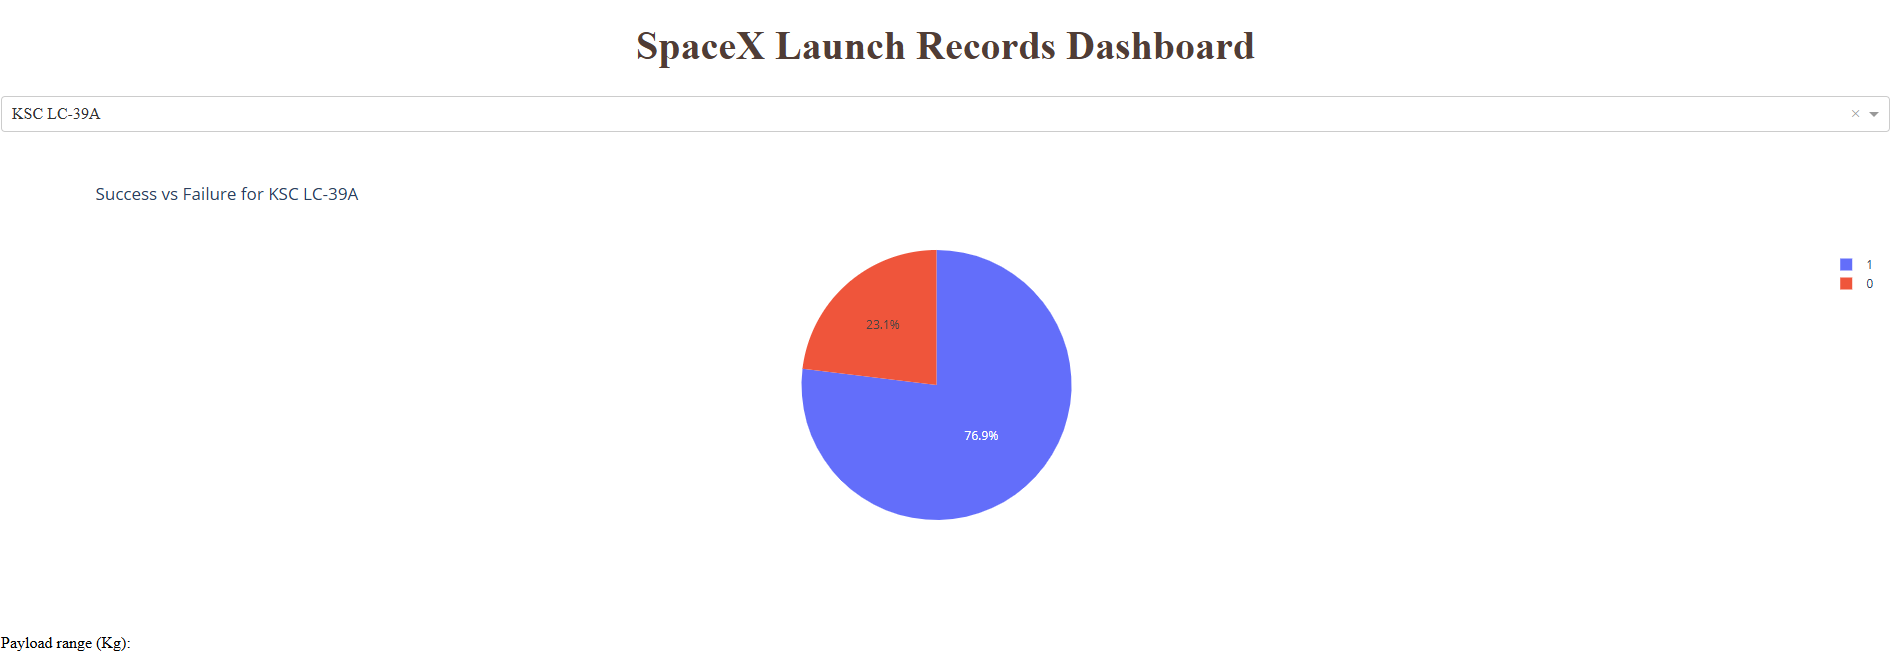 SpaceX Launch Records Dashboard
KSC LC-39A
Success vs Failure for KSC LC-39A
1
0
23.1%
76.9%
Payload range (Kg):